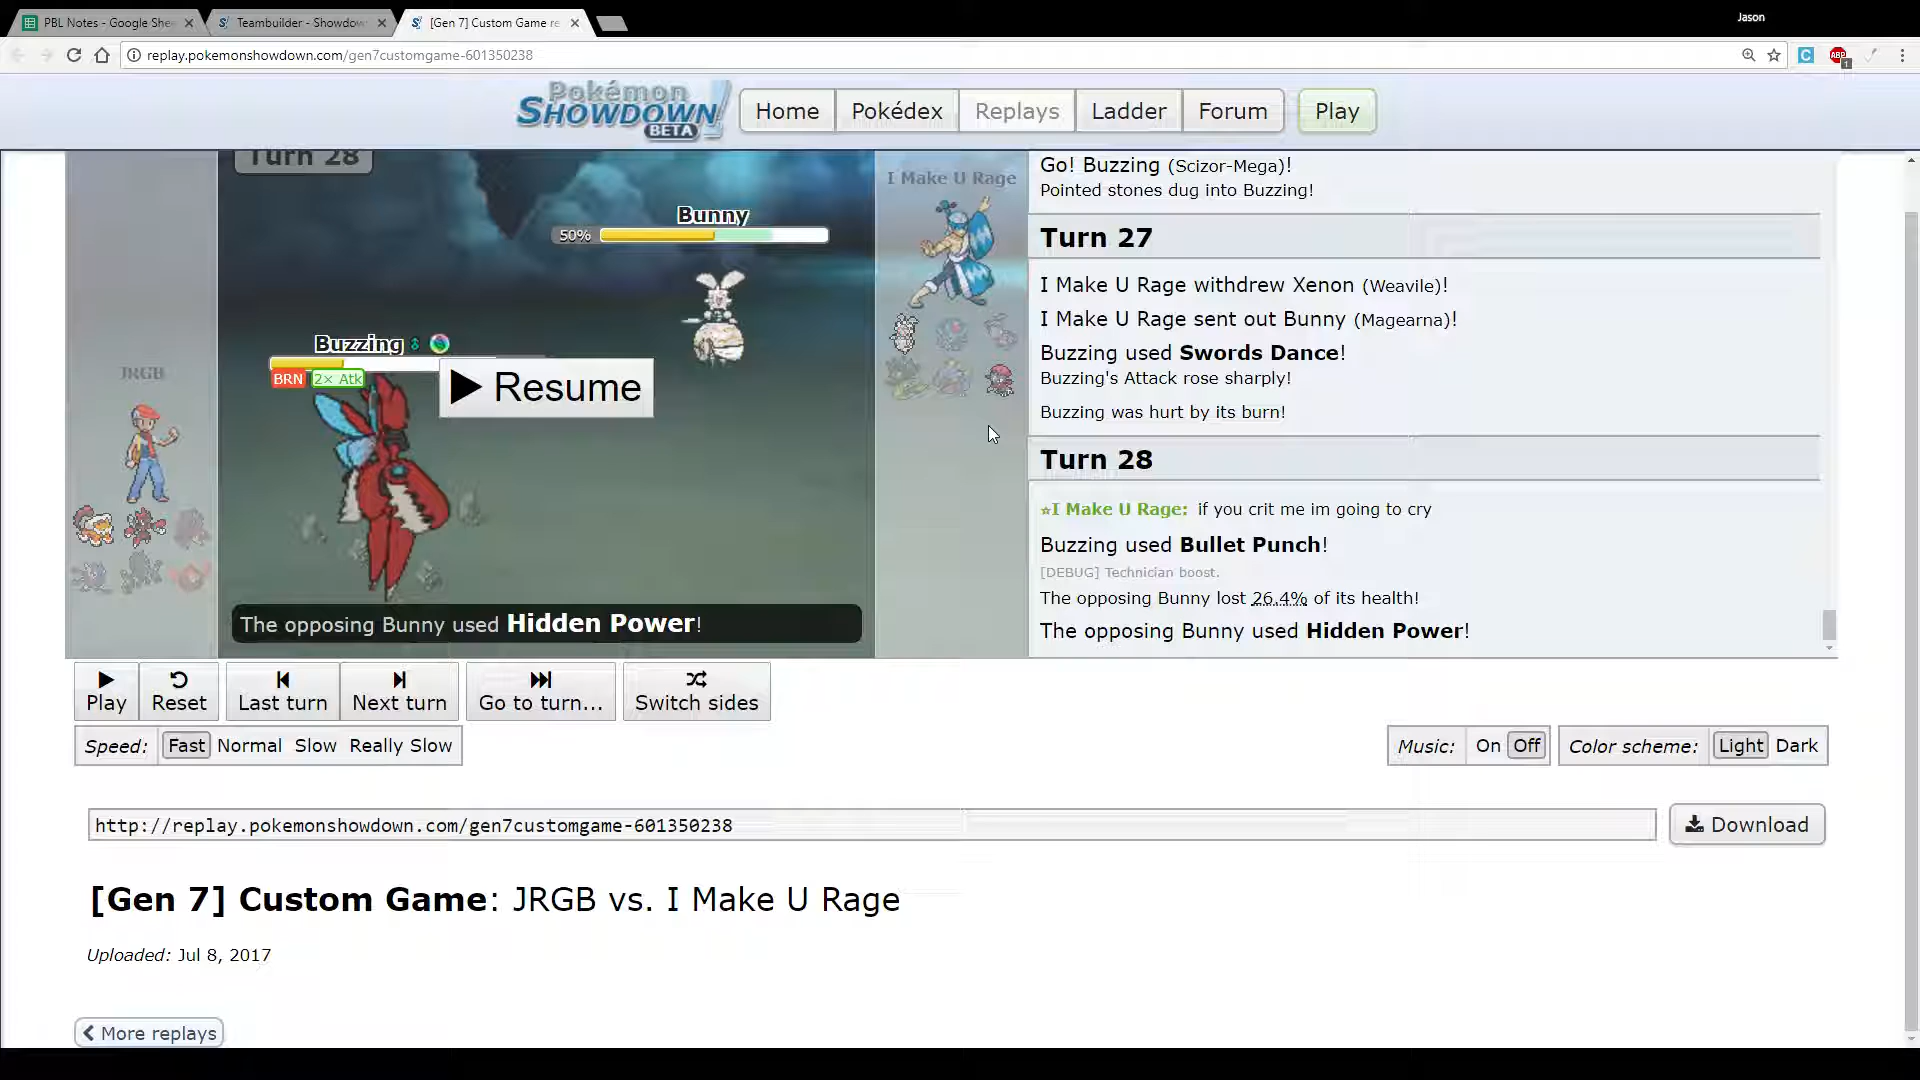 PBL Notes - Google She
Teambuilder - Showdow
[Gen 7] Custom Game re
Jason
replay.pokemonshowdown.com/gen7customgame-601350238
C
ABP
1
Pokémon
SHOWDOWN!
BETA
Home
Pokédex
Replays
Ladder
Forum
Play
Turn 28
Bunny
50%
Buzzing
BRN
2× Atk
Resume
JRGB
I Make U Rage
The opposing Bunny used Hidden Power!
Go! Buzzing (Scizor-Mega)!
Pointed stones dug into Buzzing!
Turn 27
I Make U Rage withdrew Xenon (Weavile)!
I Make U Rage sent out Bunny (Magearna)!
Buzzing used Swords Dance!
Buzzing's Attack rose sharply!
Buzzing was hurt by its burn!
Turn 28
☆I Make U Rage: if you crit me im going to cry
Buzzing used Bullet Punch!
[DEBUG] Technician boost.
The opposing Bunny lost 26.4% of its health!
The opposing Bunny used Hidden Power!
Play
Reset
Last turn
Next turn
Go to turn...
Switch sides
Speed: Fast Normal Slow Really Slow
Music: On Off
Color scheme: Light Dark
http://replay.pokemonshowdown.com/gen7customgame-601350238
Download
[Gen 7] Custom Game: JRGB vs. I Make U Rage
Uploaded: Jul 8, 2017
More replays